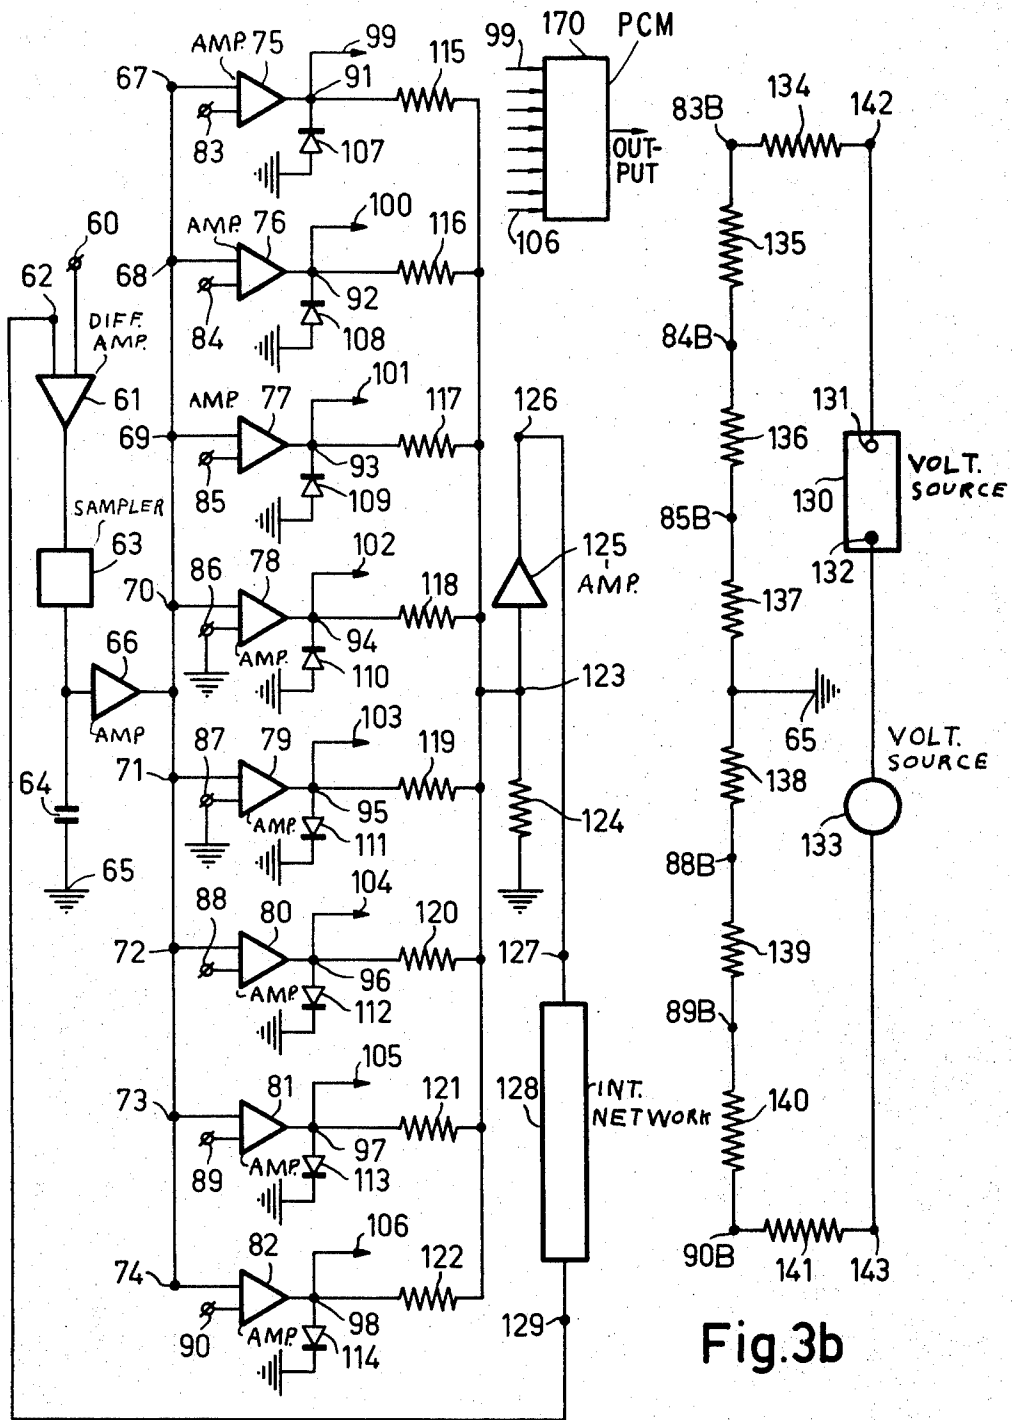 AMP. 75
99
115
67
91
83
107
99
170
PCM
OUT-
PUT
106
83B
134
142
135
60
AMP. 76
100
116
62
68
92
84
108
DIFF.
AMP.
61
84B
AMP. 77
101
117
126
69
93
85
109
136
131
VOLT.
SOURCE
130
85B
132
SAMPLER
63
86
78
102
118
125
AMP.
70
94
AMP.
110
137
66
123
AMP
65
87
79
103
119
71
95
AMP.
111
124
64
65
138
VOLT.
SOURCE
133
88B
88
80
104
120
127
72
96
AMP.
112
139
89B
81
105
121
73
97
89
AMP.
113
128
INT.
NETWORK
140
82
106
122
74
98
90
AMP.
114
129
90B
141
143
Fig.3b